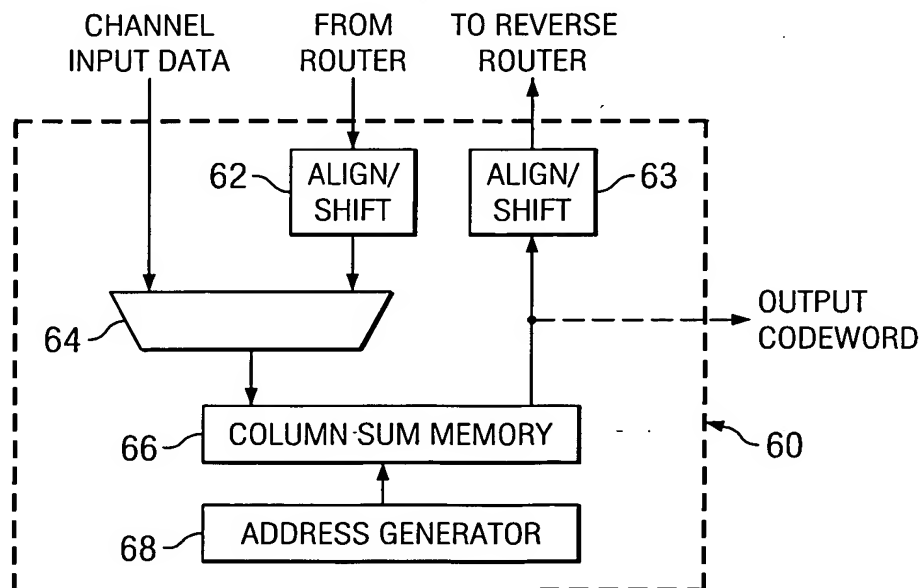 CHANNEL
INPUT DATA
FROM
ROUTER
TO REVERSE
ROUTER
62
ALIGN/
SHIFT
ALIGN/
SHIFT
63
64
OUTPUT
CODEWORD
66
COLUMN-SUM MEMORY
60
68
ADDRESS GENERATOR